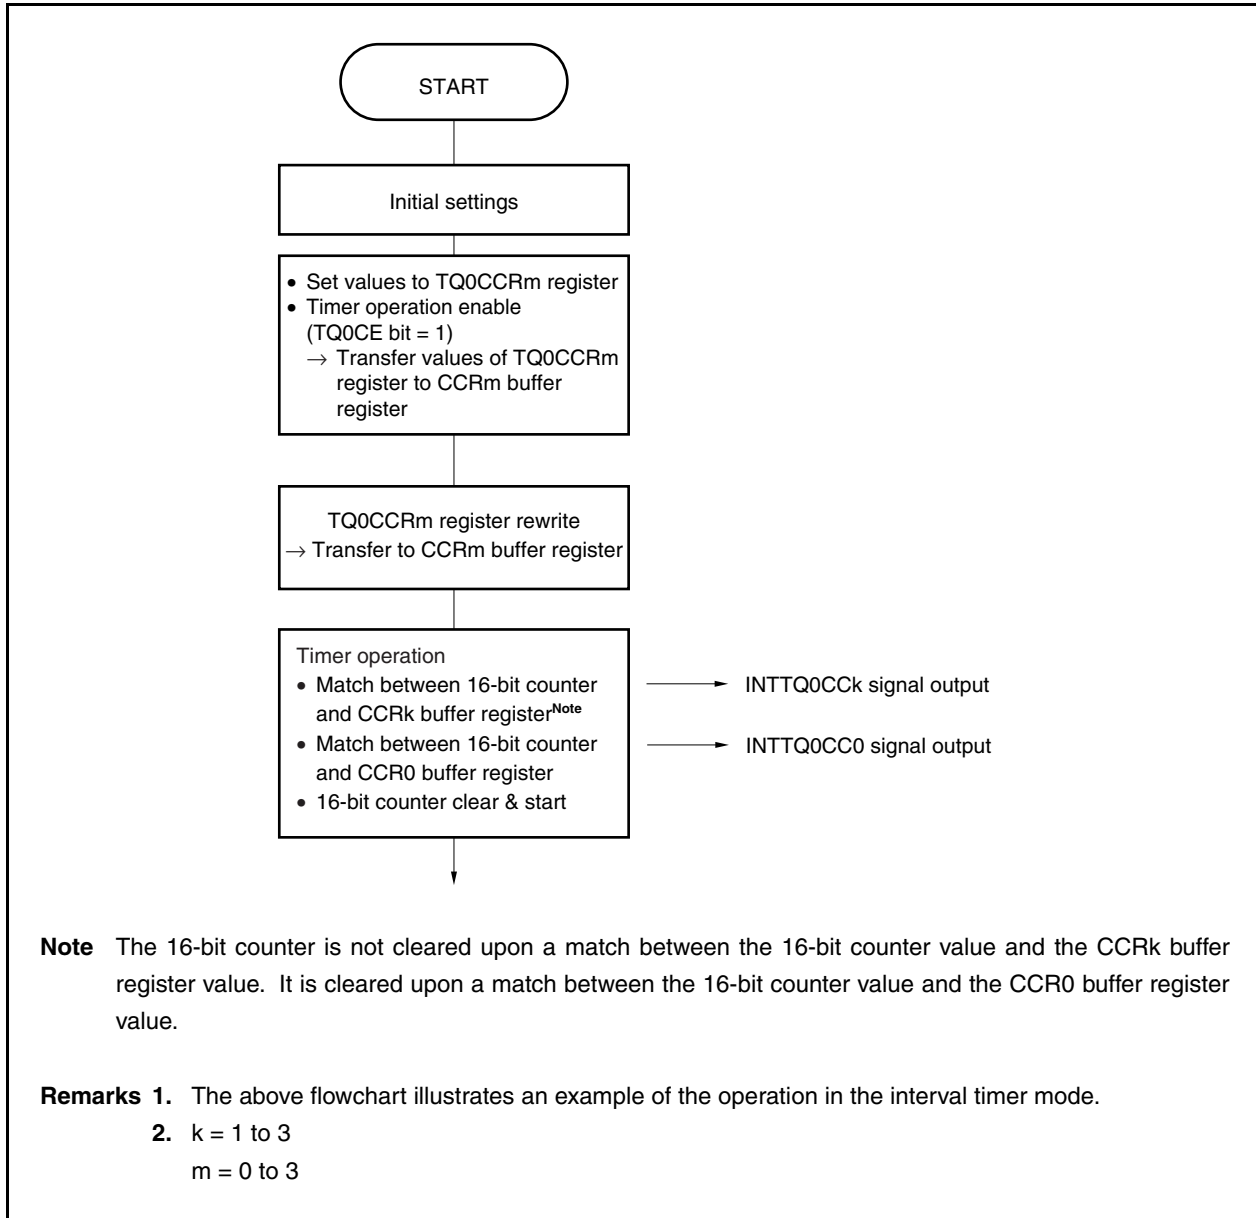 START
Initial settings
• Set values to TQ0CCRm register
• Timer operation enable
(TQ0CE bit = 1)
→ Transfer values of TQ0CCRm
register to CCRm buffer
register
TQ0CCRm register rewrite
→ Transfer to CCRm buffer register
Timer operation
• Match between 16-bit counter
and CCRk buffer registerNote
• Match between 16-bit counter
and CCR0 buffer register
• 16-bit counter clear & start
INTTQ0CCk signal output
INTTQ0CC0 signal output
Note The 16-bit counter is not cleared upon a match between the 16-bit counter value and the CCRk buffer
register value. It is cleared upon a match between the 16-bit counter value and the CCR0 buffer register
value.
Remarks 1. The above flowchart illustrates an example of the operation in the interval timer mode.
2. k = 1 to 3
m = 0 to 3